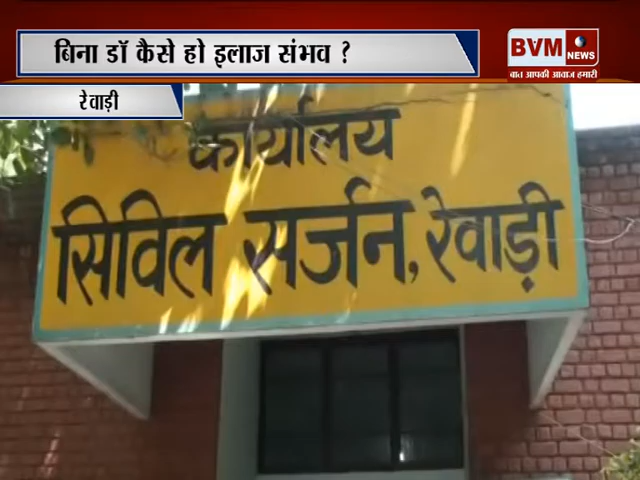 बिना डॉ कैसे हो इलाज संभव ?
BVM NEWS
बात आपकी आवाज हमारी
रेवाड़ी
कार्यालय
सिविल सर्जन, रेवाड़ी